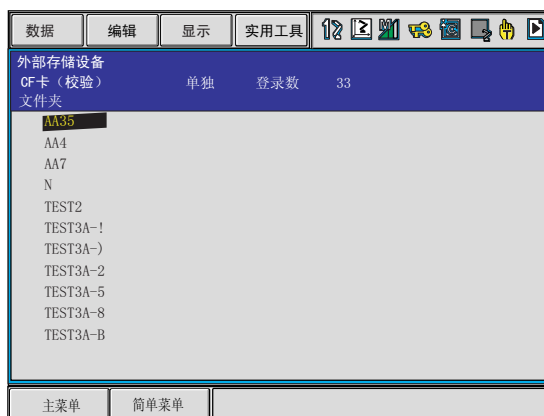 数据 编辑 显示 实用工具
外部存储设备
CF卡（校验） 单独 登录数 33
文件夹
AA35
AA4
AA7
N
TEST2
TEST3A-!
TEST3A-)
TEST3A-2
TEST3A-5
TEST3A-8
TEST3A-B
主菜单 简单菜单